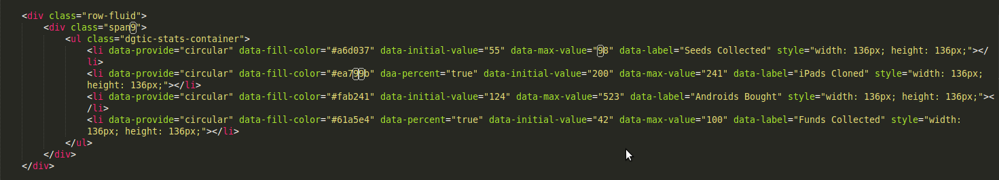 <div class="row-fluid">
<div class="span9">
<ul class="dgtic-stats-container">
<li data-provide="circular" data-fill-color="#a6d037" data-initial-value="55" data-max-value="98" data-label="Seeds Collected" style="width: 136px; height: 136px;"></
li>
<li data-provide="circular" data-fill-color="#ea799b" daa-percent="true" data-initial-value="200" data-max-value="241" data-label="iPads Cloned" style="width: 136px;
height: 136px;"></li>
<li data-provide="circular" data-fill-color="#fab241" data-initial-value="124" data-max-value="523" data-label="Androids Bought" style="width: 136px; height: 136px;"><
/li>
<li data-provide="circular" data-fill-color="#61a5e4" data-percent="true" data-initial-value="42" data-max-value="100" data-label="Funds Collected" style="width:
136px; height: 136px;"></li>
</ul>
</div>
</div>